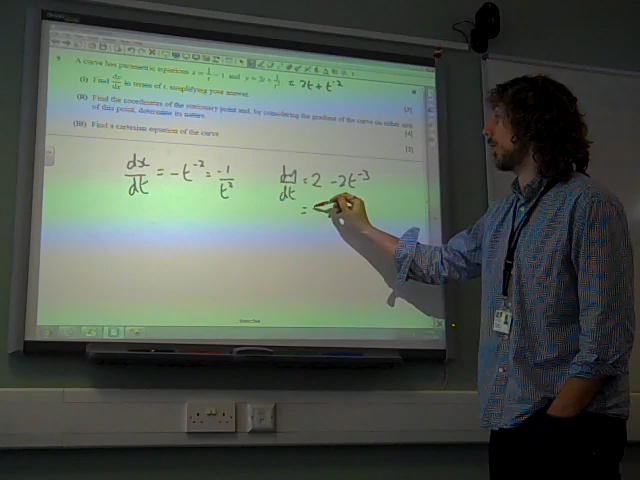 9 A curve has parametric equations x = 1/t − 1 and y = 2t + 1/t² = 2t + t⁻²
(i) Find dy/dx in terms of t, simplifying your answer. [3]
(ii) Find the coordinates of the stationary point and, by considering the gradient of the curve on either side
of this point, determine its nature. [4]
(iii) Find a cartesian equation of the curve. [2]
dx/dt = −t⁻² = −1/t² dy/dt = 2 − 2t⁻³
=